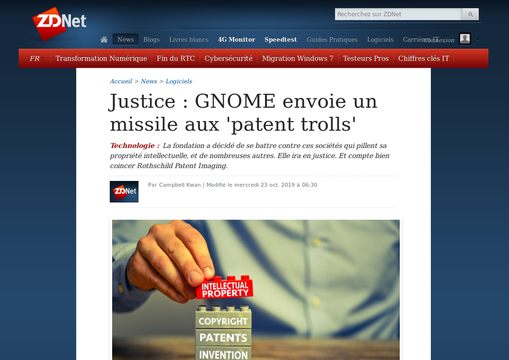 ZDNet
Recherchez sur ZDNet
News Blogs Livres blancs 4G Monitor Speedtest Guides Pratiques Logiciels
FR Transformation Numérique Fin du RTC Cybersécurité Migration Windows 7 Testeurs Pros Chiffres clés IT
Accueil > News > Logiciels
Justice : GNOME envoie un
missile aux 'patent trolls'
Technologie : La fondation a décidé de se battre contre ces sociétés qui pillent sa
propriété intellectuelle, et de nombreuses autres. Elle ira en justice. Et compte bien
coincer Rothschild Patent Imaging.
ZDNet
Par Campbell Kwan | Modifié le mercredi 23 oct. 2019 à 06:30
INTELLECTUAL
PROPERTY
COPYRIGHT
PATENTS
INVENTION